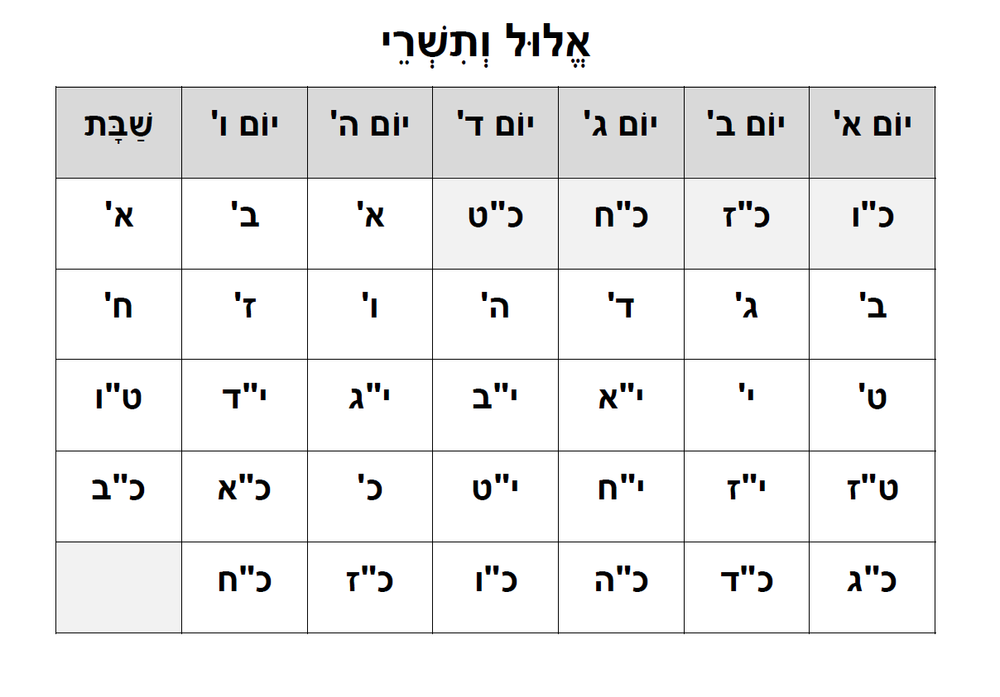 אֱלוּל וְתִשְׁרֵי
יוֹם א' יוֹם ב' יוֹם ג' יוֹם ד' יוֹם ה' יוֹם ו' שַׁבָּת
כ"ו כ"ז כ"ח כ"ט א' ב' א'
ב' ג' ד' ה' ו' ז' ח'
ט' י' י"א י"ב י"ג י"ד ט"ו
ט"ז י"ז י"ח י"ט כ' כ"א כ"ב
כ"ג כ"ד כ"ה כ"ו כ"ז כ"ח